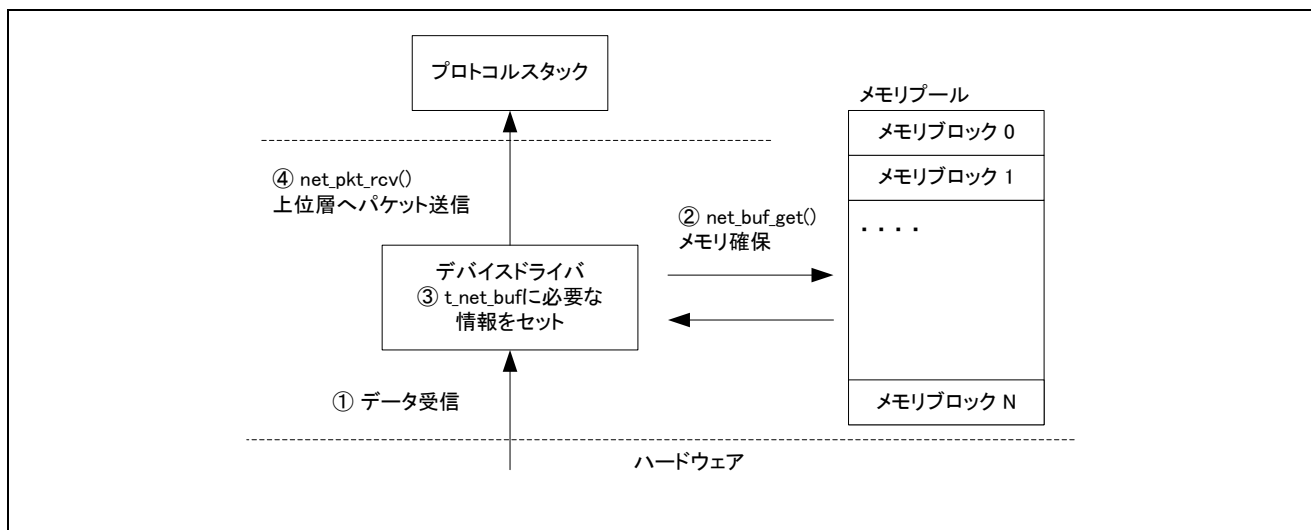 プロトコルスタック
メモリプール
メモリブロック 0
メモリブロック 1
・・・・
メモリブロック N
④ net_pkt_rcv()
上位層へパケット送信
② net_buf_get()
メモリ確保
デバイスドライバ
③ t_net_bufに必要な
情報をセット
① データ受信
ハードウェア